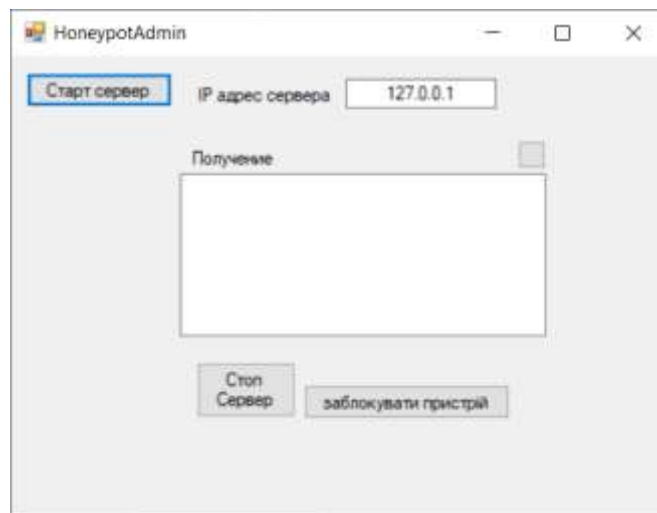 HoneypotAdmin
Старт сервер
IP адрес сервера
127.0.0.1
Получение
Стоп
Сервер
заблокувати пристрій